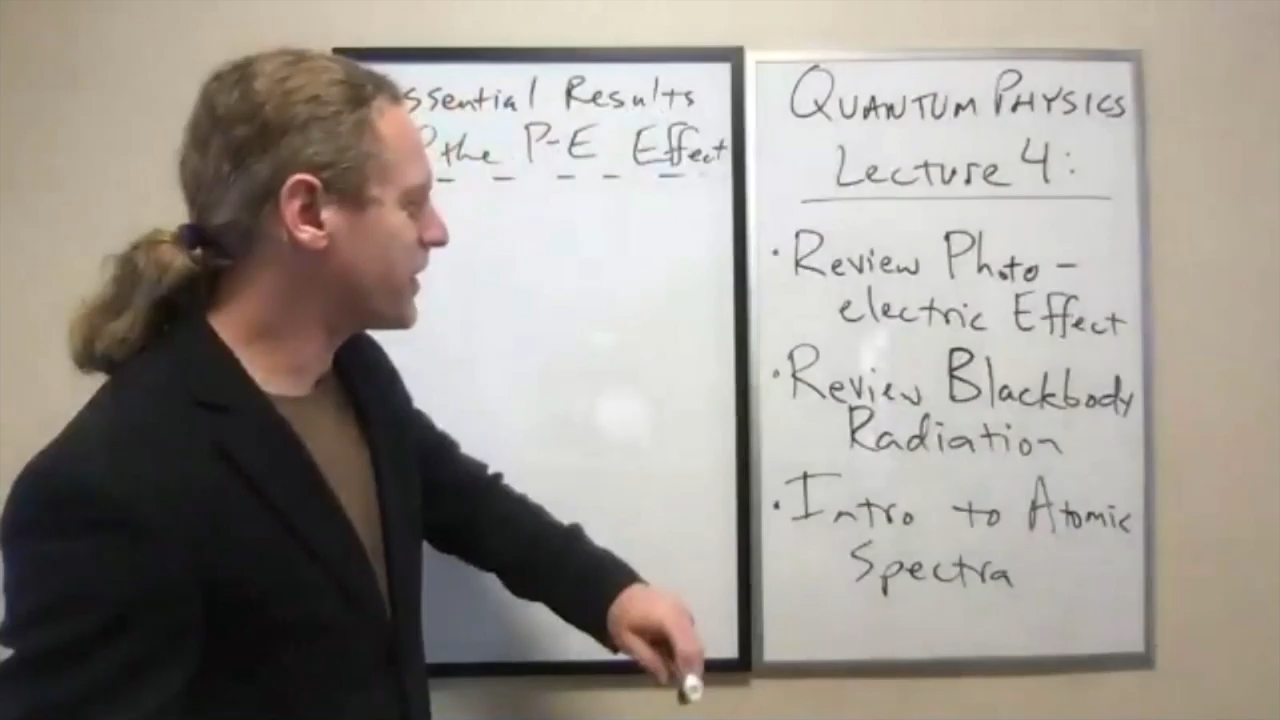 ssential Results
the P-E Effect
QUANTUM PHYSICS
Lecture 4:
• Review Photo-
electric Effect
• Review Blackbody
Radiation
• Intro to Atomic
Spectra